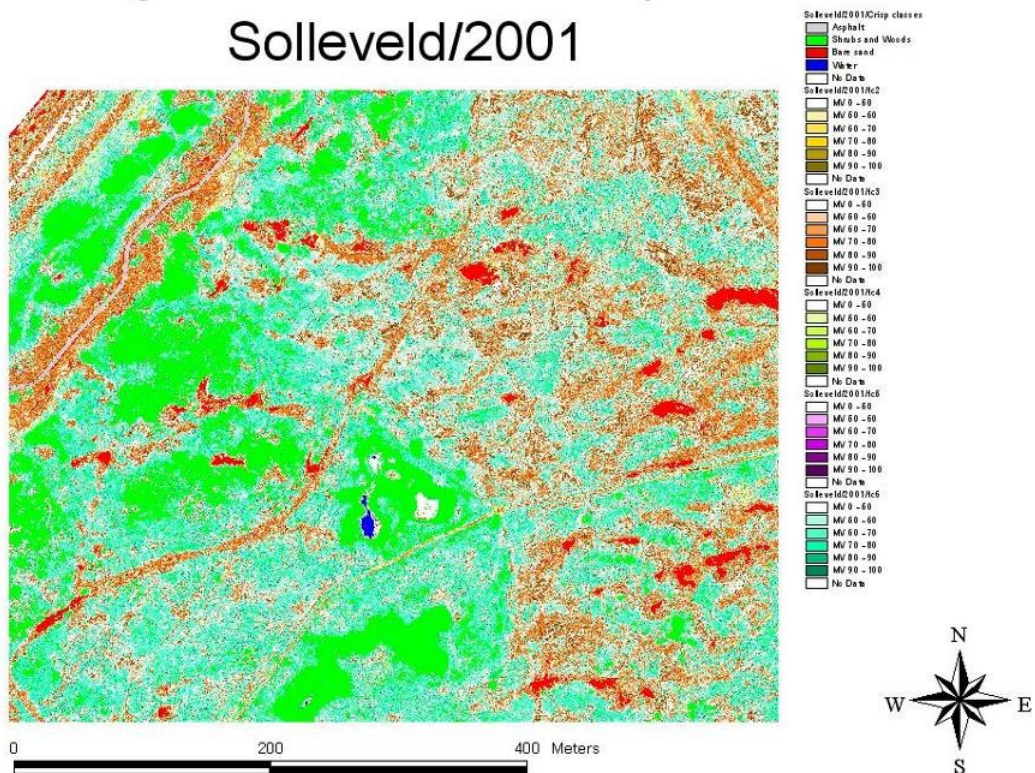 Solleveld/2001
Solleveld/2001/Crisp classes
Asphalt
Shrubs and Woods
Bare sand
Water
No Data
Solleveld/2001/fc2
MV 0 - 50
MV 50 - 60
MV 60 - 70
MV 70 - 80
MV 80 - 90
MV 90 - 100
No Data
Solleveld/2001/fc3
MV 0 - 50
MV 50 - 60
MV 60 - 70
MV 70 - 80
MV 80 - 90
MV 90 - 100
No Data
Solleveld/2001/fc4
MV 0 - 50
MV 50 - 60
MV 60 - 70
MV 70 - 80
MV 80 - 90
MV 90 - 100
No Data
Solleveld/2001/fc5
MV 0 - 50
MV 50 - 60
MV 60 - 70
MV 70 - 80
MV 80 - 90
MV 90 - 100
No Data
Solleveld/2001/fc6
MV 0 - 50
MV 50 - 60
MV 60 - 70
MV 70 - 80
MV 80 - 90
MV 90 - 100
No Data
N
W E
S
0 200 400 Meters